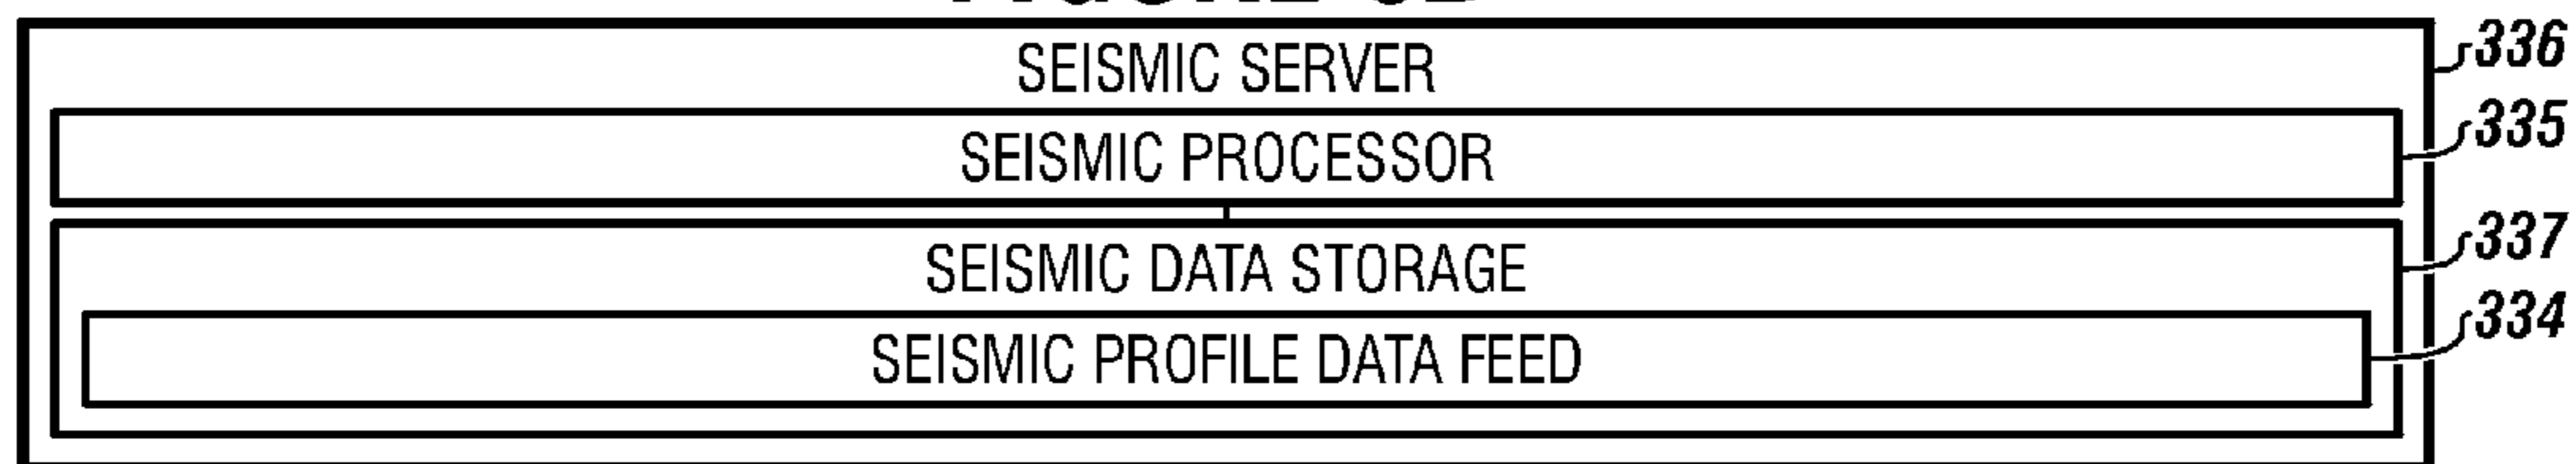 SEISMIC SERVER
336
SEISMIC PROCESSOR
335
SEISMIC DATA STORAGE
337
SEISMIC PROFILE DATA FEED
334